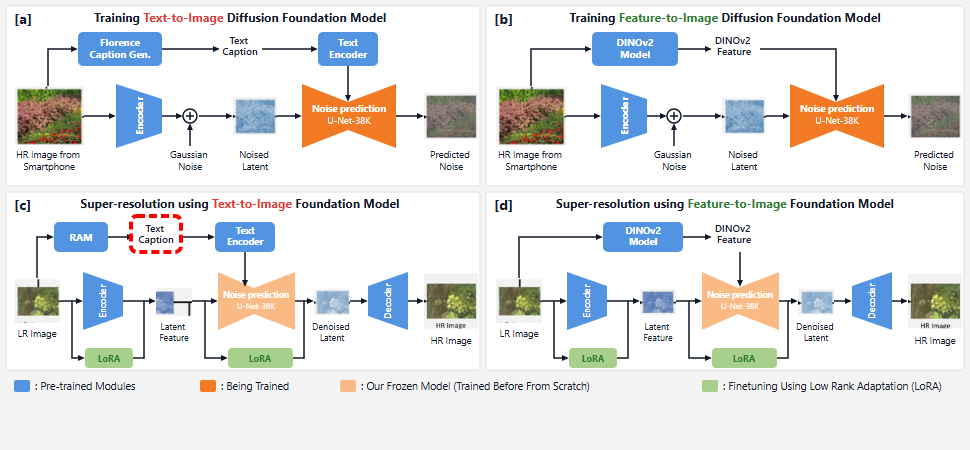 [a] Training Text-to-Image Diffusion Foundation Model
Florence
Caption Gen.
Text
Caption
Text
Encoder
Encoder
Noise prediction
U-Net-38K
HR Image from
Smartphone
Gaussian
Noise
Noised
Latent
Predicted
Noise
[b] Training Feature-to-Image Diffusion Foundation Model
DINOv2
Model
DINOv2
Feature
Encoder
Noise prediction
U-Net-38K
HR Image from
Smartphone
Gaussian
Noise
Noised
Latent
Predicted
Noise
[c] Super-resolution using Text-to-Image Foundation Model
RAM
Text
Caption
Text
Encoder
Encoder
Noise prediction
U-Net-38K
Decoder
LR Image
Latent
Feature
Denoised
Latent
HR Image
HR Image
LoRA
LoRA
[d] Super-resolution using Feature-to-Image Foundation Model
DINOv2
Model
DINOv2
Feature
Encoder
Noise prediction
U-Net-38K
Decoder
LR Image
Latent
Feature
Denoised
Latent
HR Image
HR Image
LoRA
LoRA
: Pre-trained Modules
: Being Trained
: Our Frozen Model (Trained Before From Scratch)
: Finetuning Using Low Rank Adaptation (LoRA)